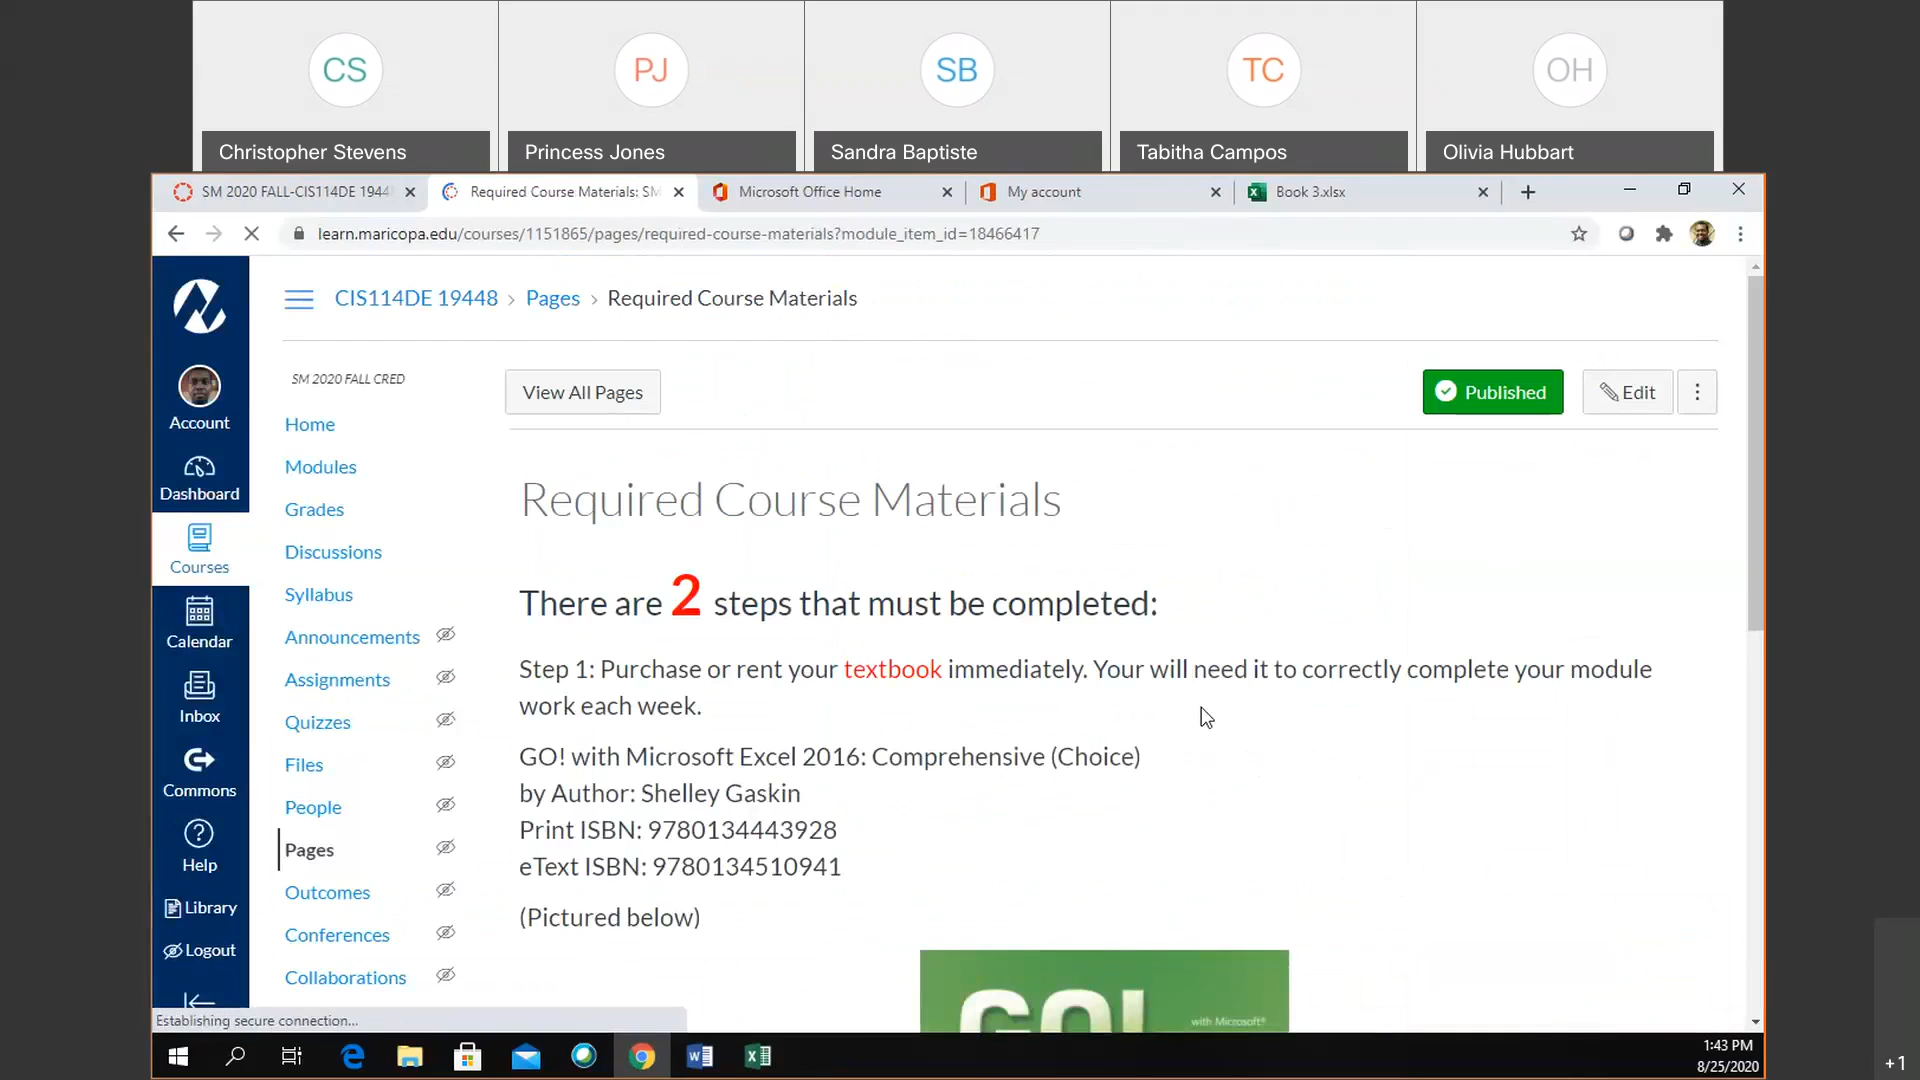 CS
PJ
SB
TC
OH
Christopher Stevens
Princess Jones
Sandra Baptiste
Tabitha Campos
Olivia Hubbart
SM 2020 FALL-CIS114DE 1944
Required Course Materials: SM
Microsoft Office Home
My account
Book 3.xlsx
learn.maricopa.edu/courses/1151865/pages/required-course-materials?module_item_id=18466417
CIS114DE 19448 > Pages > Required Course Materials
Account
Dashboard
Courses
Calendar
Inbox
Commons
Help
Library
Logout
SM 2020 FALL CRED
Home
Modules
Grades
Discussions
Syllabus
Announcements
Assignments
Quizzes
Files
People
Pages
Outcomes
Conferences
Collaborations
View All Pages
Published
Edit
Required Course Materials
There are 2 steps that must be completed:
Step 1: Purchase or rent your textbook immediately. Your will need it to correctly complete your module
work each week.
GO! with Microsoft Excel 2016: Comprehensive (Choice)
by Author: Shelley Gaskin
Print ISBN: 9780134443928
eText ISBN: 9780134510941
(Pictured below)
GO!
with Microsoft®
Establishing secure connection...
1:43 PM
8/25/2020
+1